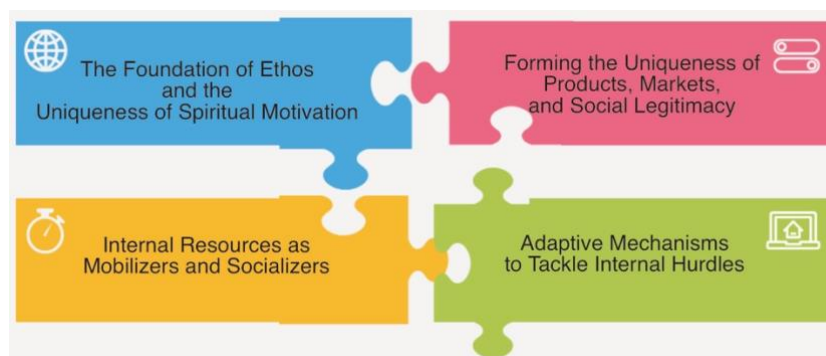 The Foundation of Ethos
and the
Uniqueness of Spiritual Motivation
Forming the Uniqueness of
Products, Markets,
and Social Legitimacy
Internal Resources as
Mobilizers and Socializers
Adaptive Mechanisms
to Tackle Internal Hurdles